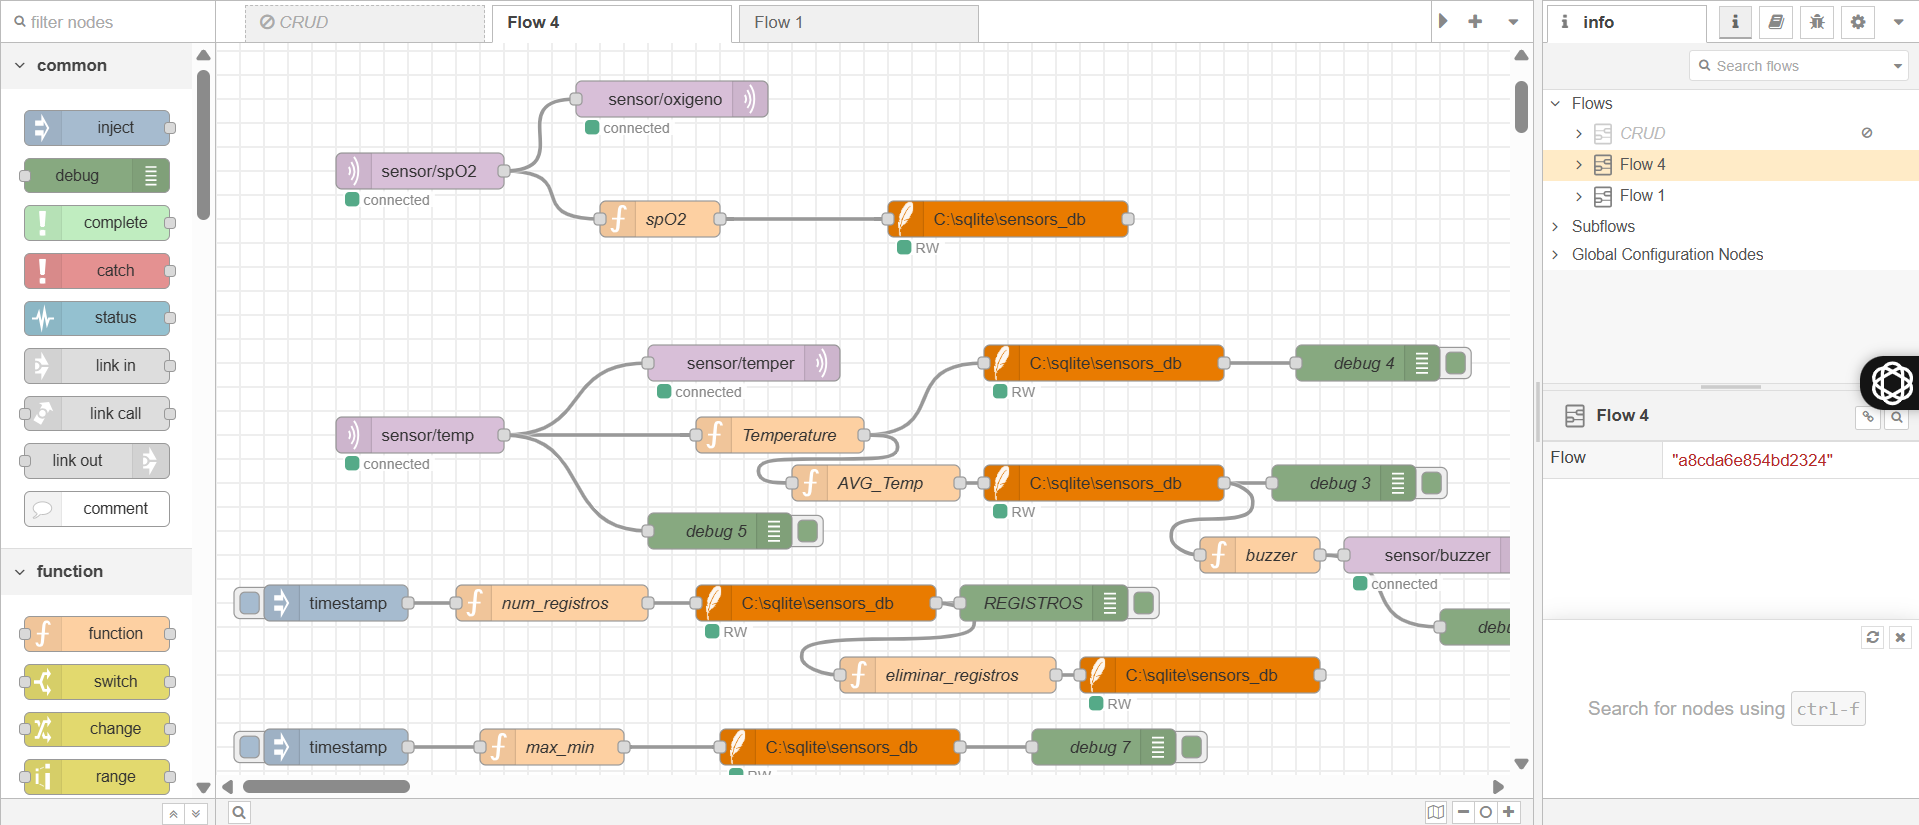 filter nodes
CRUD
Flow 4
Flow 1
i
info
i
common
inject
debug
complete
catch
status
link in
link call
link out
comment
function
function
switch
change
range
sensor/oxigeno
connected
sensor/spO2
connected
spO2
C:\sqlite\sensors_db
RW
sensor/temper
connected
C:\sqlite\sensors_db
RW
debug 4
sensor/temp
connected
Temperature
AVG_Temp
C:\sqlite\sensors_db
RW
debug 3
debug 5
buzzer
sensor/buzzer
connected
timestamp
num_registros
C:\sqlite\sensors_db
RW
REGISTROS
debu
eliminar_registros
C:\sqlite\sensors_db
RW
timestamp
max_min
C:\sqlite\sensors_db
RW
debug 7
Search flows
Flows
CRUD
Flow 4
Flow 1
Subflows
Global Configuration Nodes
Flow 4
Flow
"a8cda6e854bd2324"
Search for nodes using ctrl-f